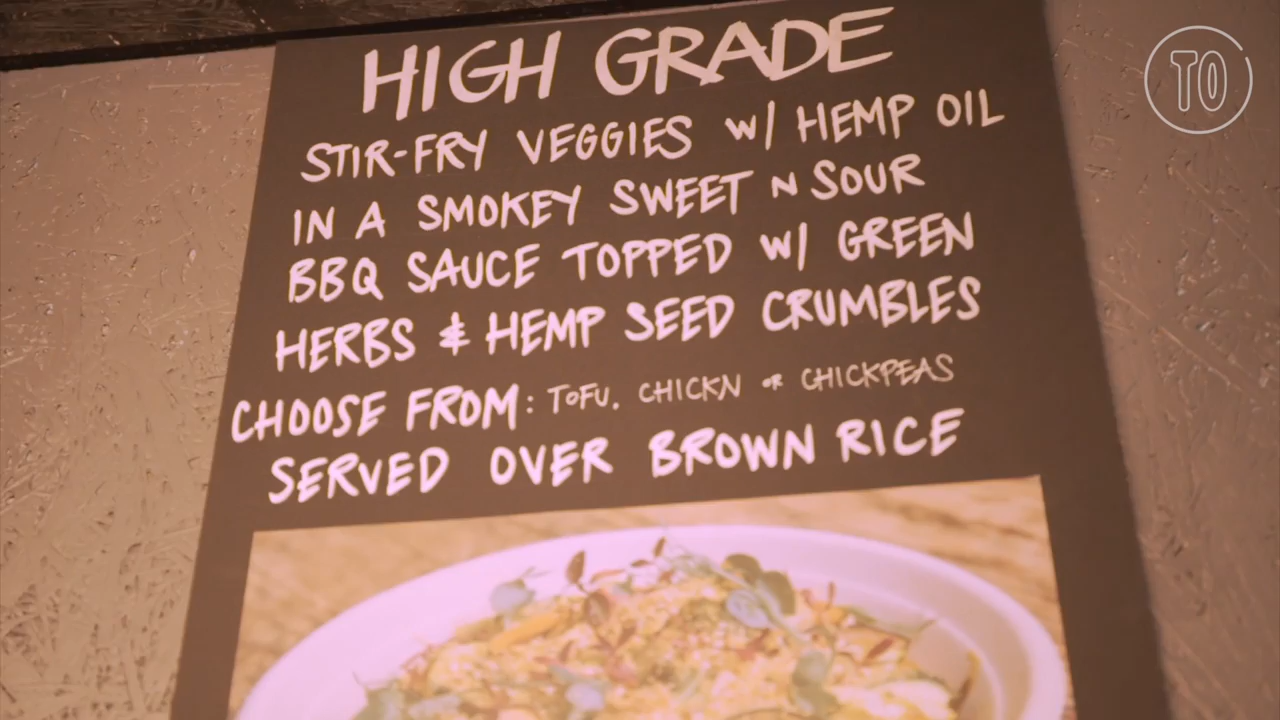 HIGH GRADE
STIR-FRY VEGGIES W/ HEMP OIL
IN A SMOKEY SWEET N SOUR
BBQ SAUCE TOPPED W/ GREEN
HERBS & HEMP SEED CRUMBLES
CHOOSE FROM: TOFU, CHICKN OR CHICKPEAS
SERVED OVER BROWN RICE
TO